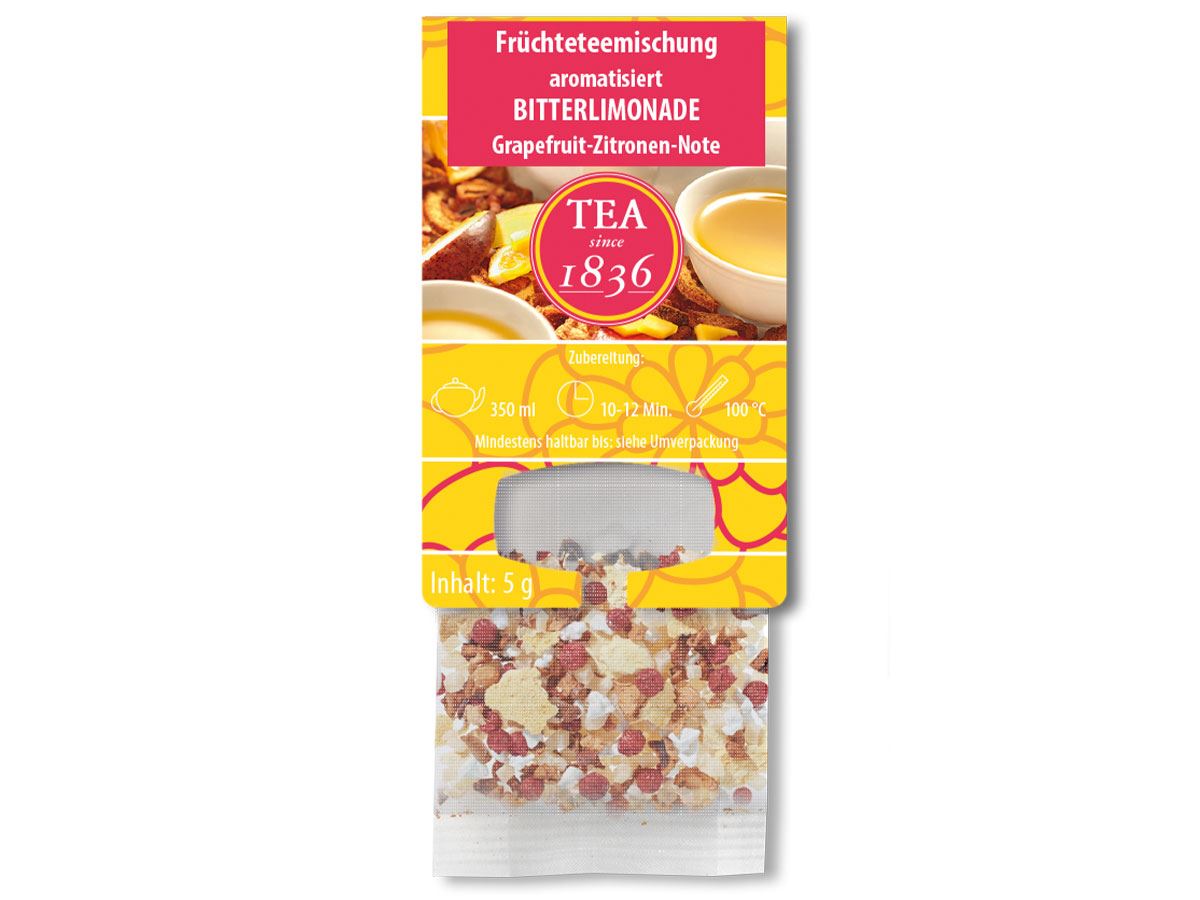 Früchteteemischung
aromatisiert
BITTERLIMONADE
Grapefruit-Zitronen-Note
TEA
since
1836
Zubereitung:
350 ml
10-12 Min.
100 °C
Mindestens haltbar bis: siehe Umverpackung
Inhalt: 5 g